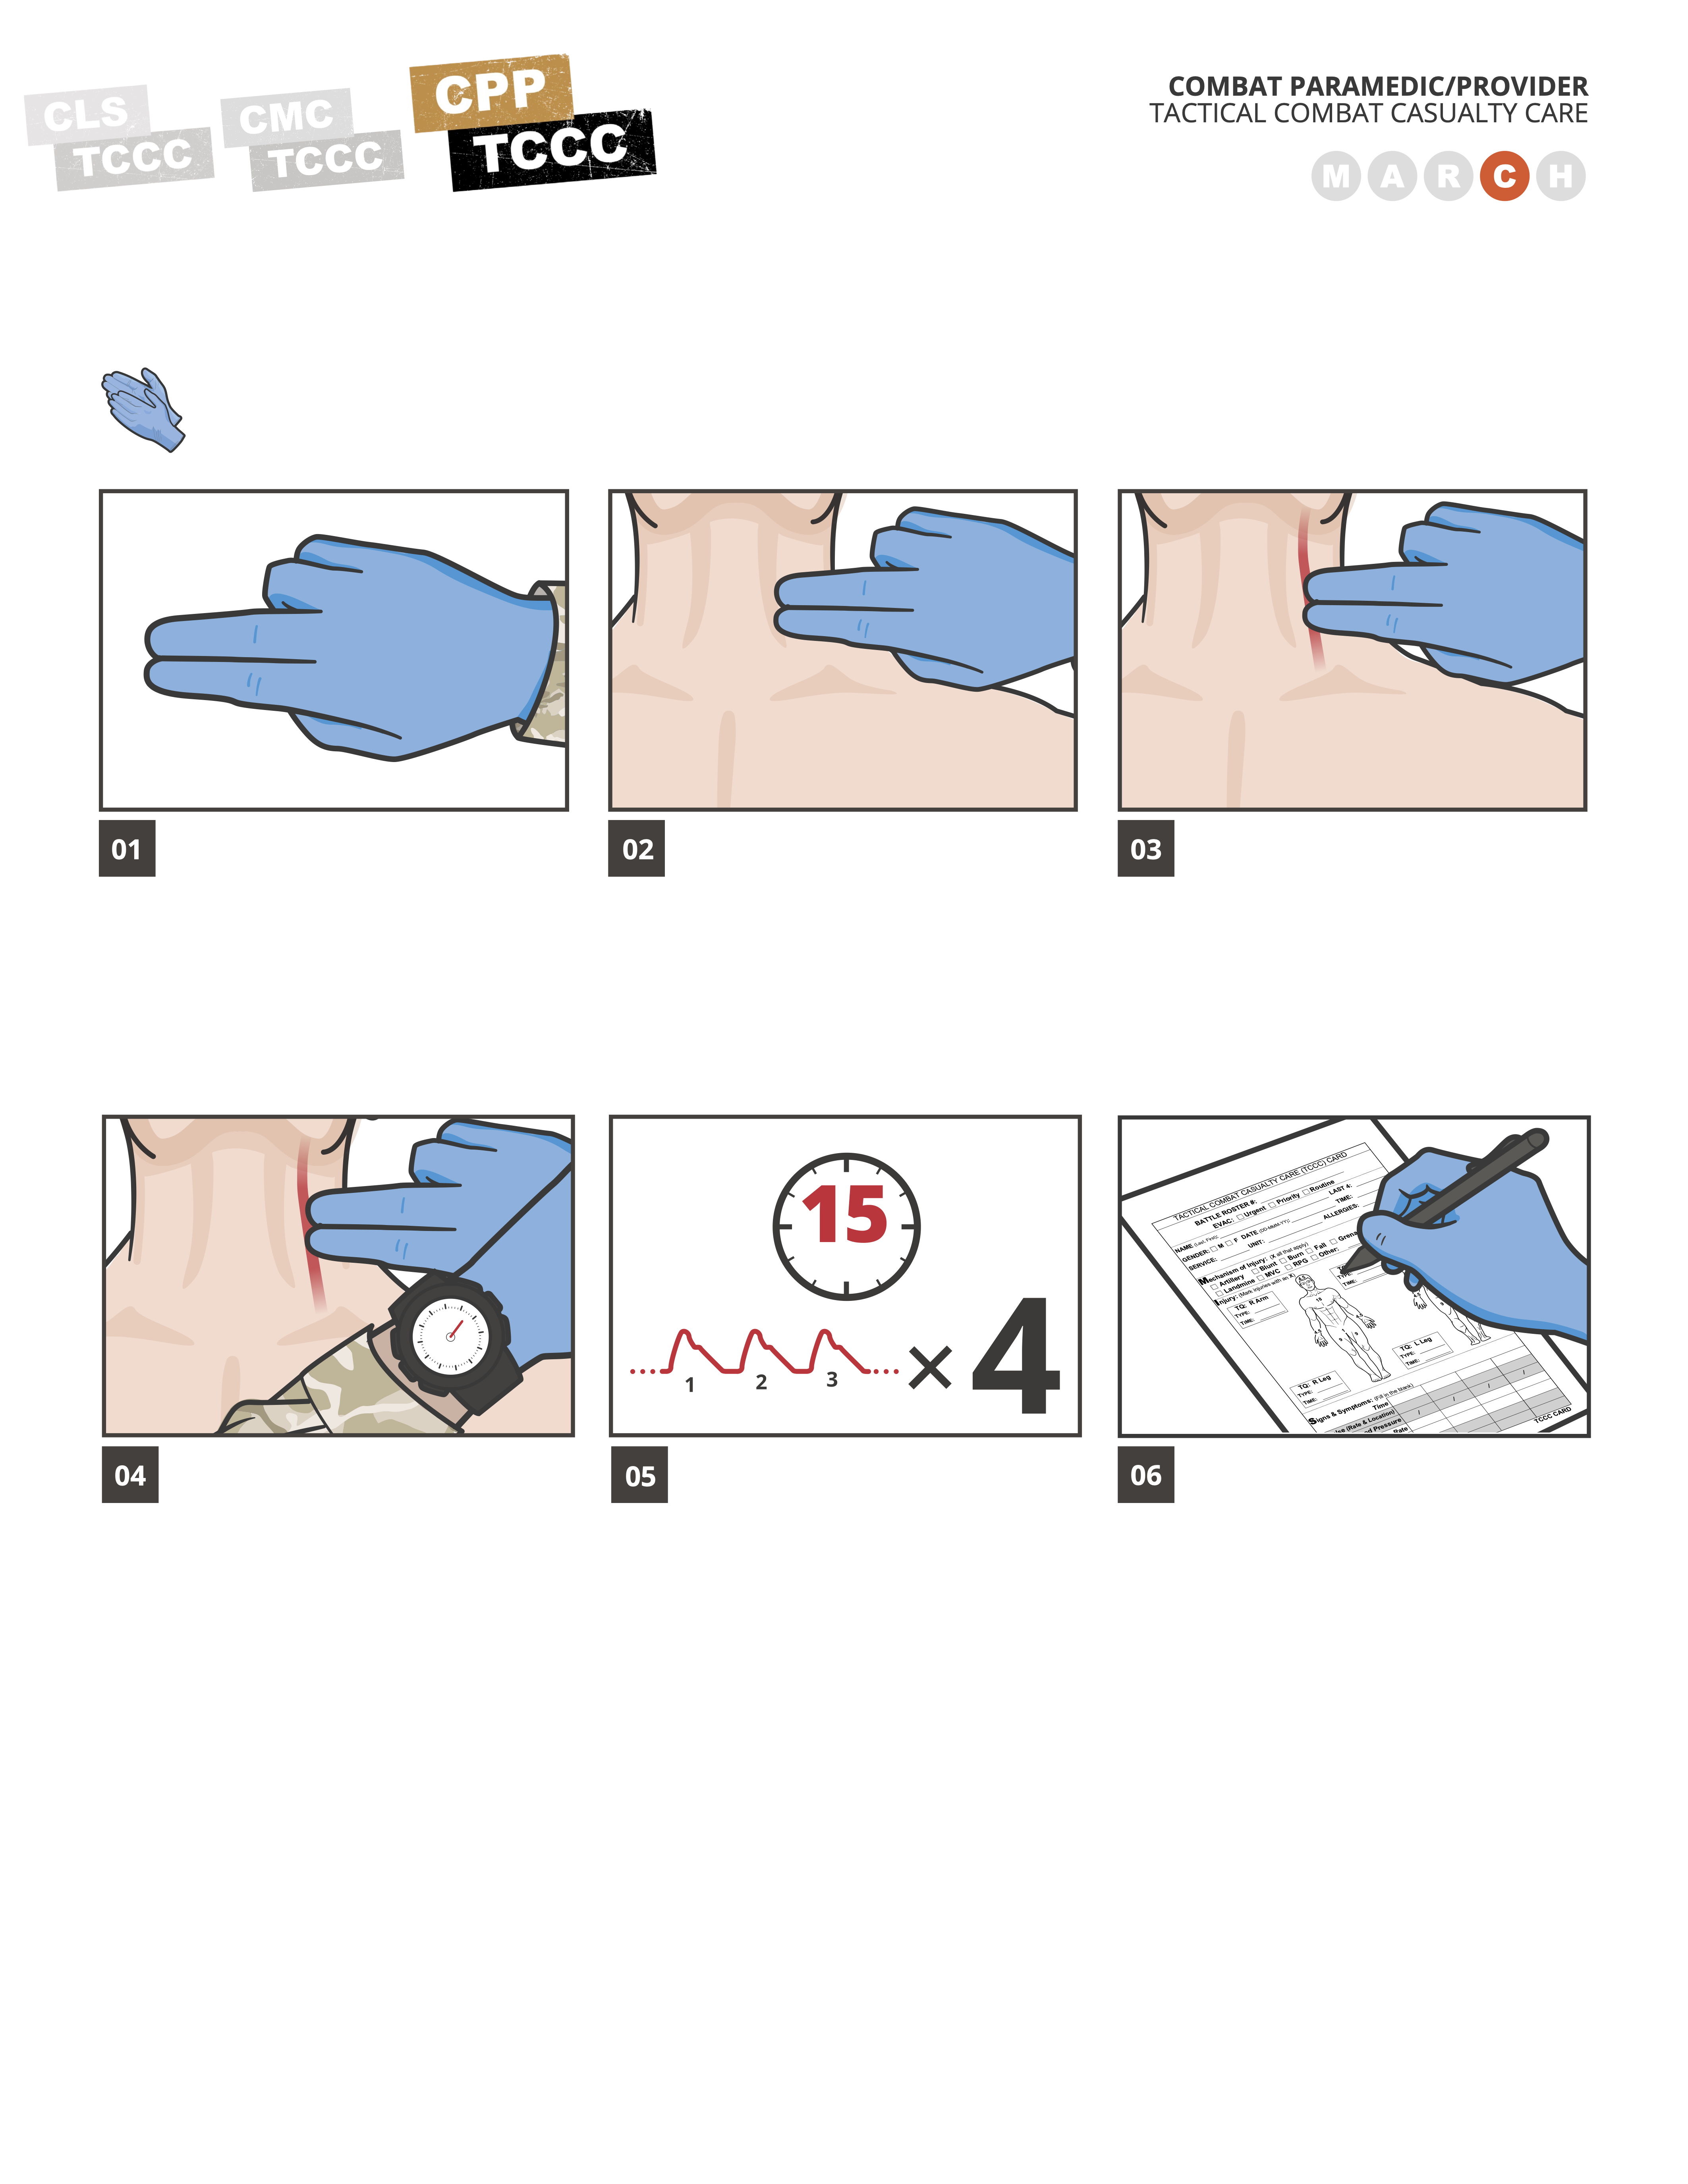 CLS
TCCC
CMC
TCCC
CPP
TCCC
COMBAT PARAMEDIC/PROVIDER
TACTICAL COMBAT CASUALTY CARE
M A R C H
01
02
03
04
15
1 2 3
× 4
05
TACTICAL COMBAT CASUALTY CARE (TCCC) CARD
BATTLE ROSTER #:
EVAC: Urgent Priority Routine
NAME (Last, First): LAST 4:
GENDER: M F DATE (DD-MMM-YY): TIME:
SERVICE: UNIT: ALLERGIES:
Mechanism of Injury: (X all that apply)
Artillery Blunt Burn Fall Grena
Landmine MVC RPG Other:
Injury: (Mark injuries with an X)
TQ: R Arm
TYPE:
TIME:
TYPE:
TIME:
TQ: R Leg
TYPE:
TIME:
TQ: L Leg
TYPE:
TIME:
Signs & Symptoms: (Fill in the blank)
Time
(Rate & Location)
Pressure
Rate
TCCC CARD
06